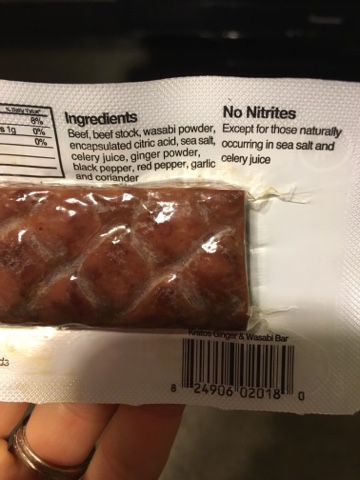 % Daily Value*
8%
s 1g 0%
0%
Ingredients
Beef, beef stock, wasabi powder,
encapsulated citric acid, sea salt,
celery juice, ginger powder,
black pepper, red pepper, garlic
and coriander
No Nitrites
Except for those naturally
occurring in sea salt and
celery juice
Ginger & Wasabi Bar
8 24906 02018 0